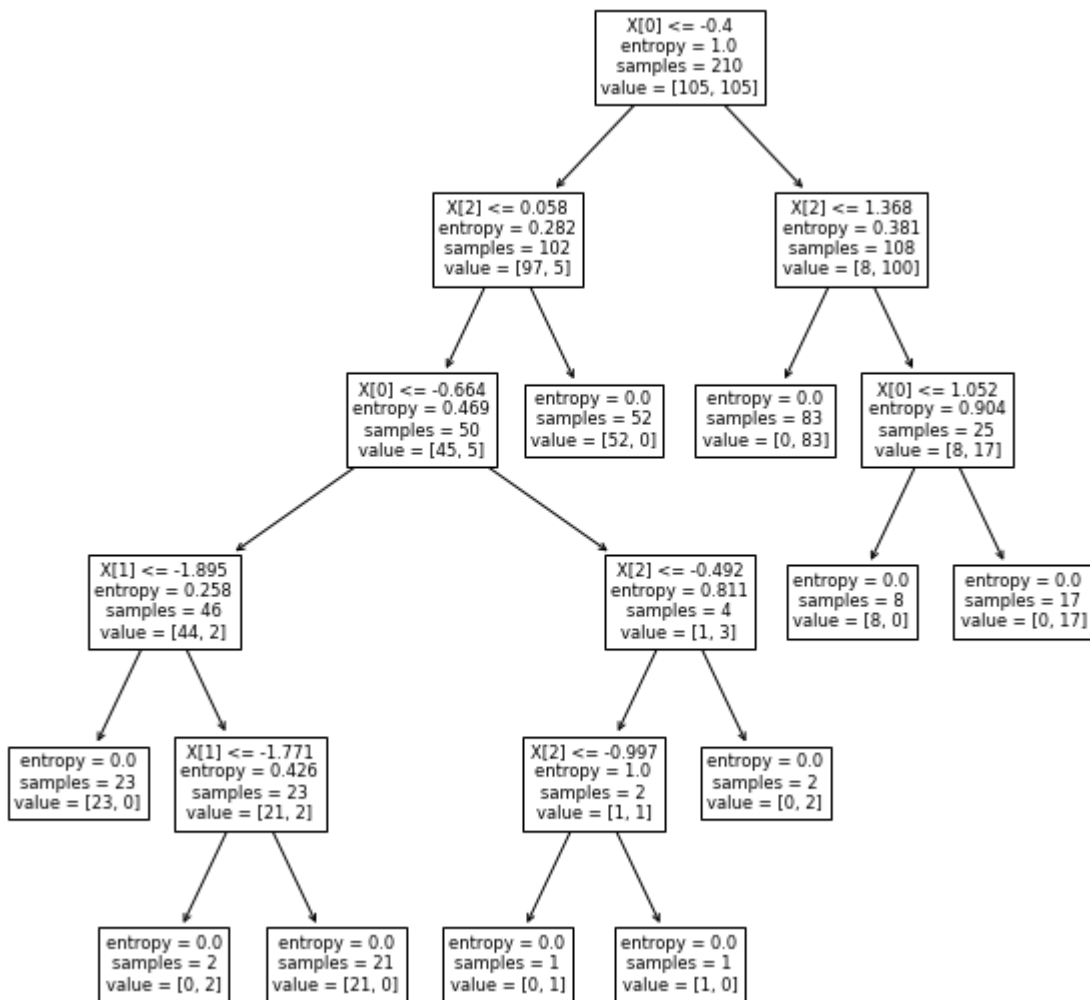 X[0] <= -0.4
entropy = 1.0
samples = 210
value = [105, 105]
X[2] <= 0.058
entropy = 0.282
samples = 102
value = [97, 5]
X[2] <= 1.368
entropy = 0.381
samples = 108
value = [8, 100]
X[0] <= -0.664
entropy = 0.469
samples = 50
value = [45, 5]
entropy = 0.0
samples = 52
value = [52, 0]
entropy = 0.0
samples = 83
value = [0, 83]
X[0] <= 1.052
entropy = 0.904
samples = 25
value = [8, 17]
X[1] <= -1.895
entropy = 0.258
samples = 46
value = [44, 2]
X[2] <= -0.492
entropy = 0.811
samples = 4
value = [1, 3]
entropy = 0.0
samples = 8
value = [8, 0]
entropy = 0.0
samples = 17
value = [0, 17]
entropy = 0.0
samples = 23
value = [23, 0]
X[1] <= -1.771
entropy = 0.426
samples = 23
value = [21, 2]
X[2] <= -0.997
entropy = 1.0
samples = 2
value = [1, 1]
entropy = 0.0
samples = 2
value = [0, 2]
entropy = 0.0
samples = 2
value = [0, 2]
entropy = 0.0
samples = 21
value = [21, 0]
entropy = 0.0
samples = 1
value = [0, 1]
entropy = 0.0
samples = 1
value = [1, 0]